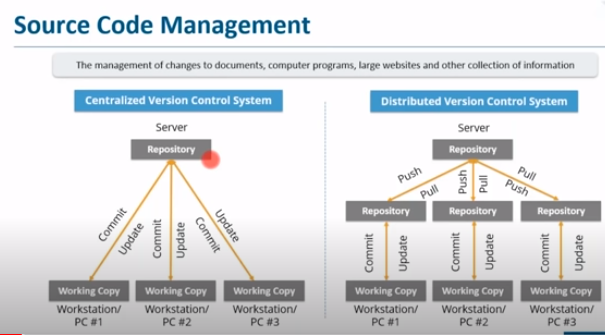 Source Code Management
The management of changes to documents, computer programs, large websites and other collection of information
Centralized Version Control System
Server
Repository
Commit
Update
Commit
Update
Commit
Update
Working Copy
Working Copy
Working Copy
Workstation/
PC #1
Workstation/
PC #2
Workstation/
PC #3
Distributed Version Control System
Server
Repository
Push
Pull
Push
Pull
Pull
Push
Repository
Repository
Repository
Commit
Update
Commit
Update
Commit
Update
Working Copy
Working Copy
Working Copy
Workstation/
PC #1
Workstation/
PC #2
Workstation/
PC #3